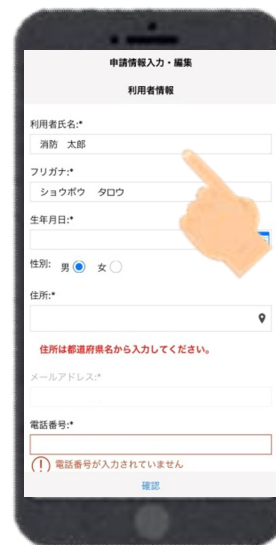 申請情報入力・編集
利用者情報
利用者氏名:*
消防 太郎
フリガナ:*
ショウボウ タロウ
生年月日:*
性別: 男 女
住所:*
住所は都道府県名から入力してください。
メールアドレス:*
電話番号:*
電話番号が入力されていません
確認